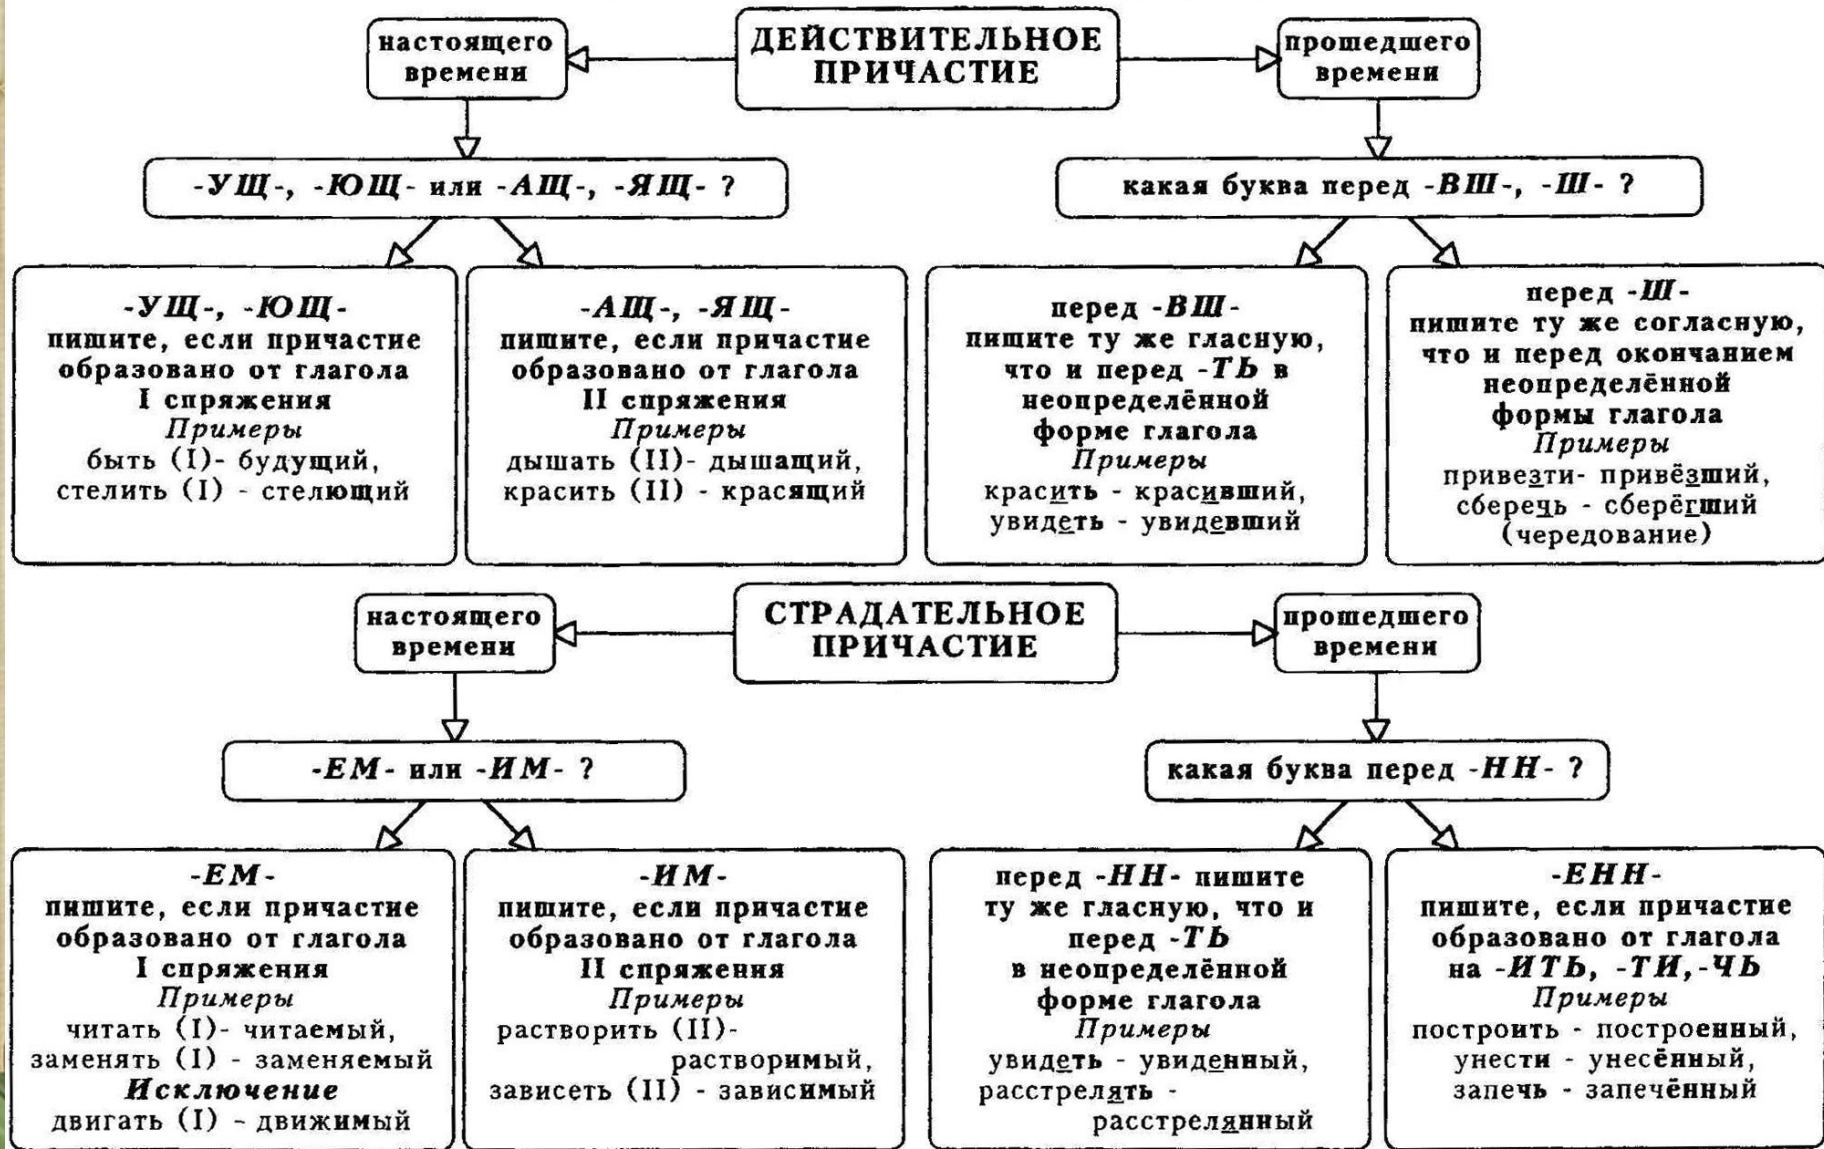 ДЕЙСТВИТЕЛЬНОЕ
ПРИЧАСТИЕ
настоящего
времени
прошедшего
времени
-УЩ-, -ЮЩ- или -АЩ-, -ЯЩ- ?
какая буква перед -ВШ-, -Ш- ?
-УЩ-, -ЮЩ-
пишите, если причастие
образовано от глагола
I спряжения
Примеры
быть (I)- будущий,
стелить (I) - стелющий
-АЩ-, -ЯЩ-
пишите, если причастие
образовано от глагола
II спряжения
Примеры
дышать (II)- дышащий,
красить (II) - красящий
перед -ВШ-
пишите ту же гласную,
что и перед -ТЬ в
неопределённой
форме глагола
Примеры
красить - красивший,
увидеть - увидевший
перед -Ш-
пишите ту же согласную,
что и перед окончанием
неопределённой
формы глагола
Примеры
привезти- привёзший,
сберечь - сберёгший
(чередование)
СТРАДАТЕЛЬНОЕ
ПРИЧАСТИЕ
настоящего
времени
прошедшего
времени
-ЕМ- или -ИМ- ?
какая буква перед -НН- ?
-ЕМ-
пишите, если причастие
образовано от глагола
I спряжения
Примеры
читать (I)- читаемый,
заменять (I) - заменяемый
Исключение
двигать (I) - движимый
-ИМ-
пишите, если причастие
образовано от глагола
II спряжения
Примеры
растворить (II)-
растворимый,
зависеть (II) - зависимый
перед -НН- пишите
ту же гласную, что и
перед -ТЬ
в неопределённой
форме глагола
Примеры
увидеть - увиденный,
расстрелять -
расстрелянный
-ЕНН-
пишите, если причастие
образовано от глагола
на -ИТЬ, -ТИ,-ЧЬ
Примеры
построить - построенный,
унести - унесённый,
запечь - запечённый